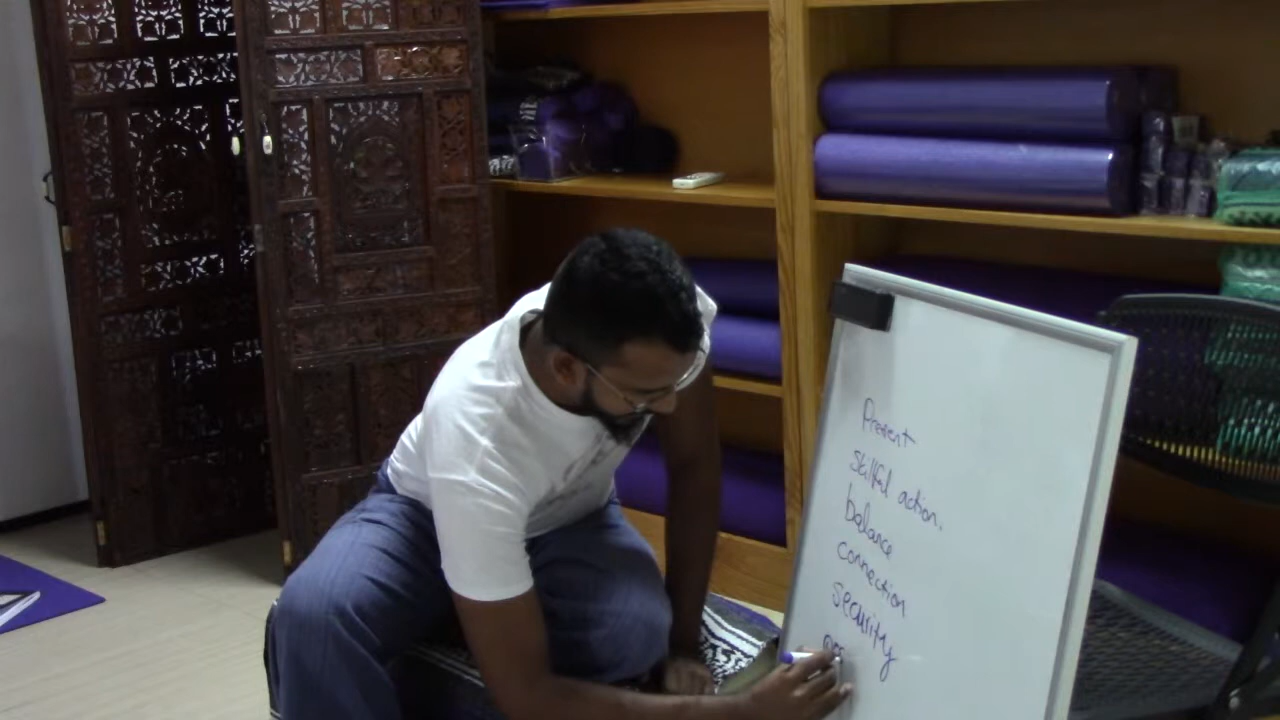 Present
skillful action.
balance
connection
security